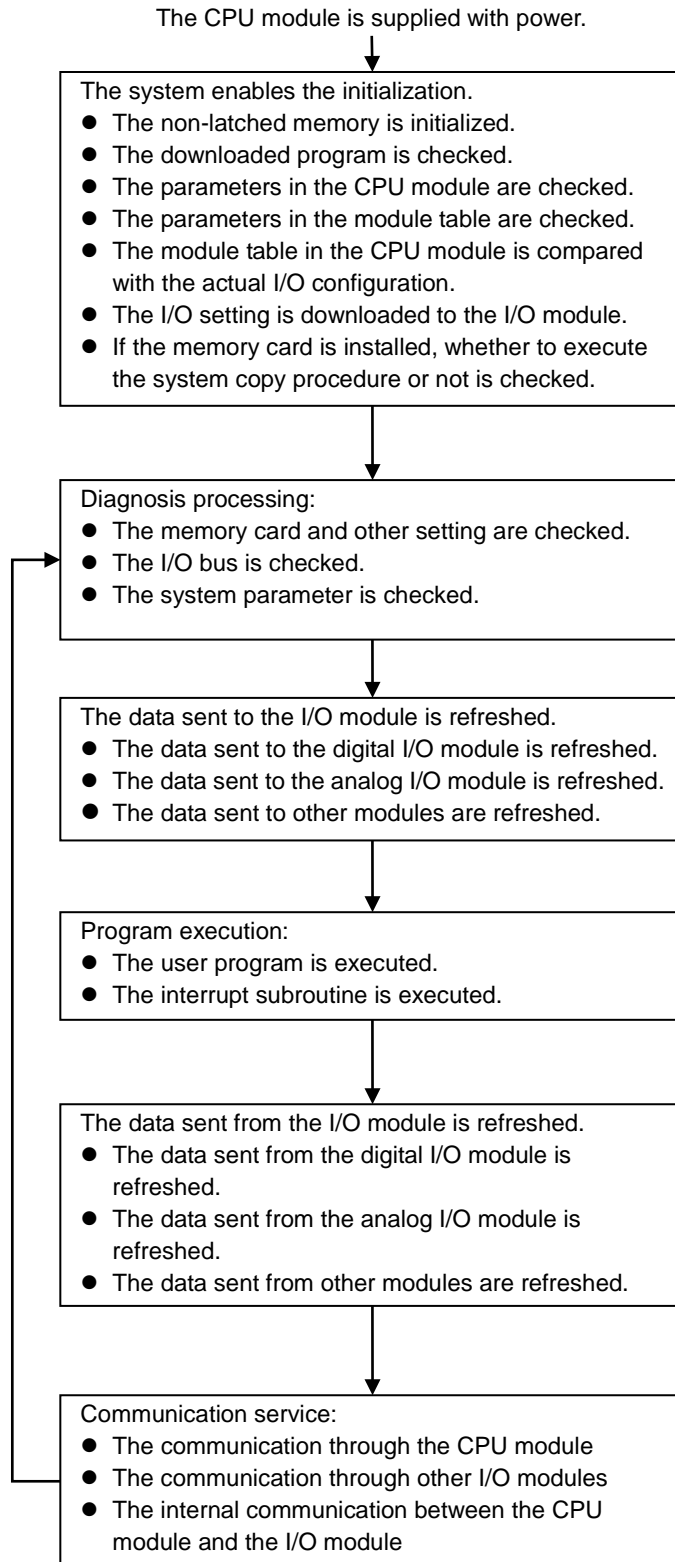 The CPU module is supplied with power.
The system enables the initialization.
● The non-latched memory is initialized.
● The downloaded program is checked.
● The parameters in the CPU module are checked.
● The parameters in the module table are checked.
● The module table in the CPU module is compared
with the actual I/O configuration.
● The I/O setting is downloaded to the I/O module.
● If the memory card is installed, whether to execute
the system copy procedure or not is checked.
Diagnosis processing:
● The memory card and other setting are checked.
● The I/O bus is checked.
● The system parameter is checked.
The data sent to the I/O module is refreshed.
● The data sent to the digital I/O module is refreshed.
● The data sent to the analog I/O module is refreshed.
● The data sent to other modules are refreshed.
Program execution:
● The user program is executed.
● The interrupt subroutine is executed.
The data sent from the I/O module is refreshed.
● The data sent from the digital I/O module is
refreshed.
● The data sent from the analog I/O module is
refreshed.
● The data sent from other modules are refreshed.
Communication service:
● The communication through the CPU module
● The communication through other I/O modules
● The internal communication between the CPU
module and the I/O module